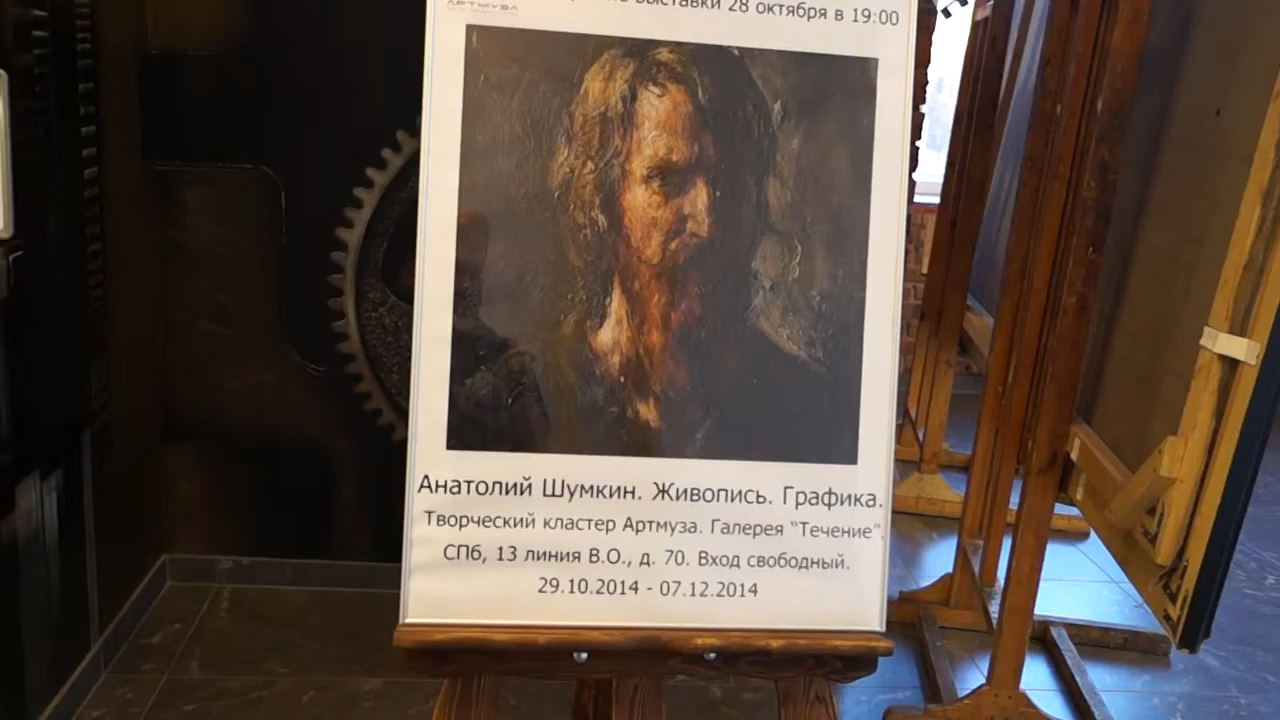 АРТМУЗА
выставки 28 октября в 19:00
Анатолий Шумкин. Живопись. Графика.
Творческий кластер Артмуза. Галерея “Течение”.
СПб, 13 линия В.О., д. 70. Вход свободный.
29.10.2014 - 07.12.2014